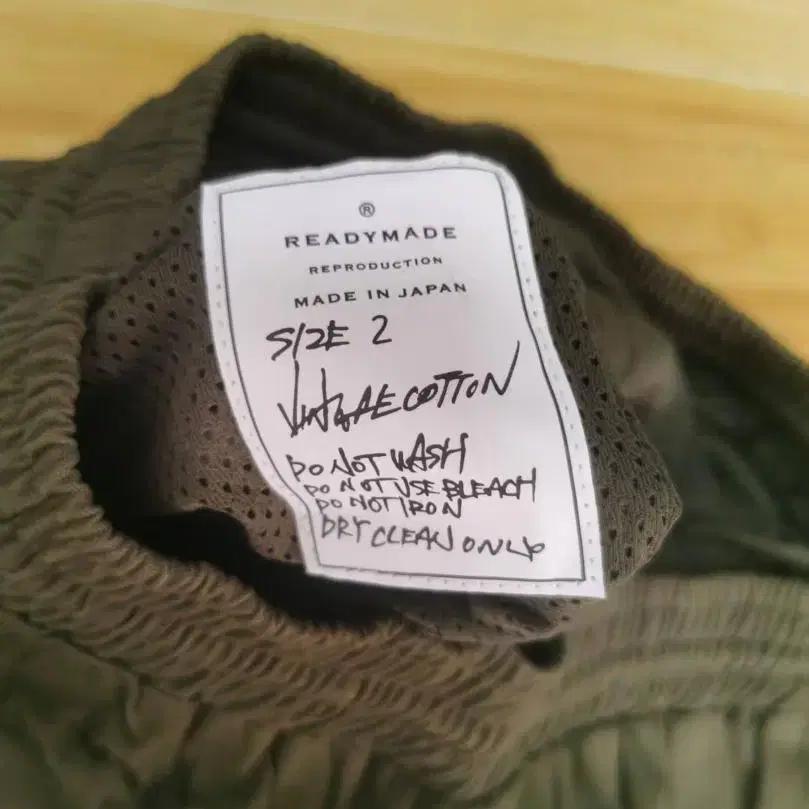 ®
READYMADE
REPRODUCTION
MADE IN JAPAN
SIZE 2
VINTAGE COTTON
DO NOT WASH
DO NOT USE BLEACH
DO NOT IRON
DRY CLEAN ONLY